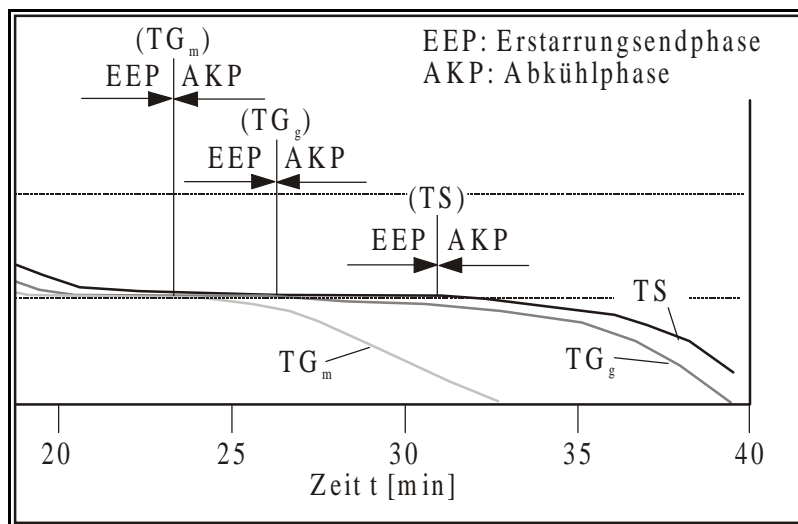 (TGm)
EEP AKP
EEP: Erstarrungsendphase
AKP: Abkühlphase
(TGg)
EEP AKP
(TS)
EEP AKP
TS
TGm
TGg
20 25 30 35 40
Zeit t [min]